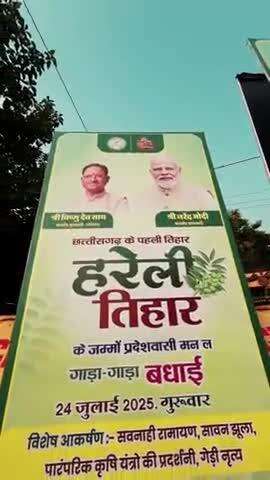 श्री विष्णु देव साय
श्री नरेन्द्र मोदी
छत्तीसगढ़ के पहली तिहार
हरेली
तिहार
के जम्मों प्रदेशवासी मन ल
गाड़ा-गाड़ा बधाई
24 जुलाई 2025, गुरूवार
विशेष आकर्षण:- सवनाही रामायण, सावन झूला,
पारंपरिक कृषि यंत्रो की प्रदर्शनी, गेड़ी नृत्य